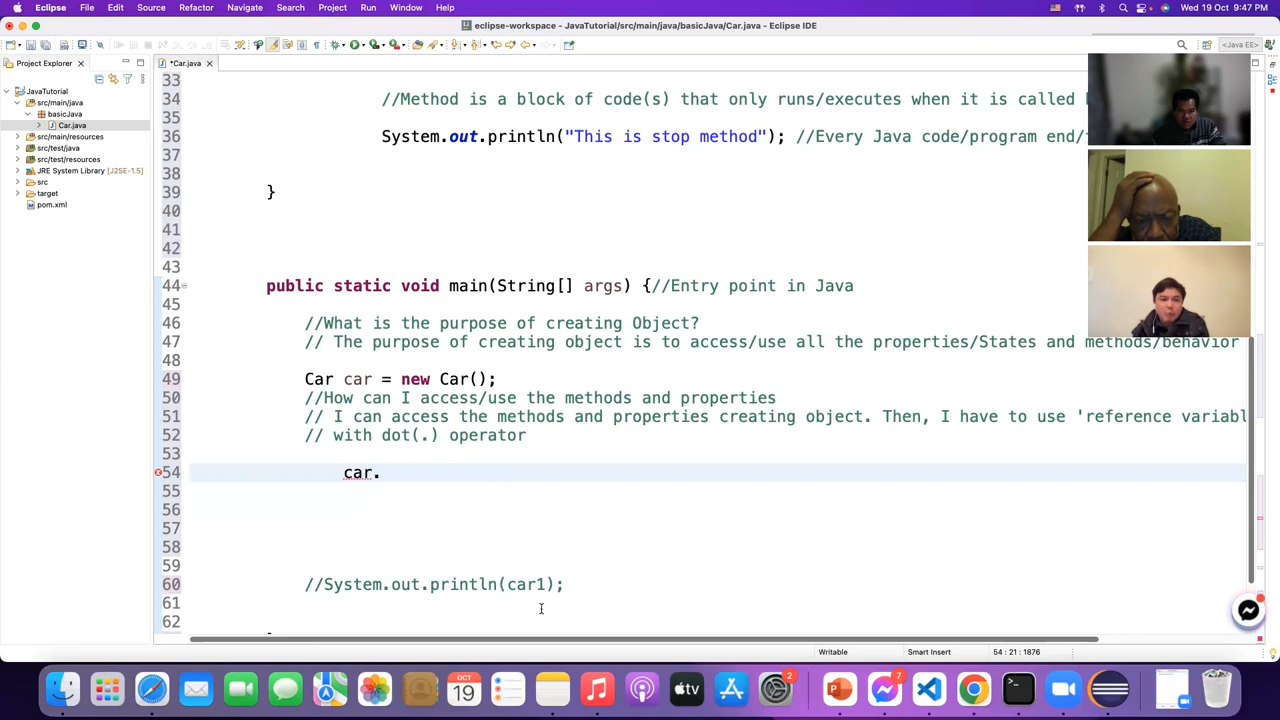 Eclipse File Edit Source Refactor Navigate Search Project Run Window Help Wed 19 Oct 9:47 PM
eclipse-workspace - JavaTutorial/src/main/java/basicJava/Car.java - Eclipse IDE
<Java EE>
Project Explorer
*Car.java
JavaTutorial
src/main/java
basicJava
Car.java
src/main/resources
src/test/java
src/test/resources
JRE System Library [J2SE-1.5]
src
target
pom.xml
33
34 //Method is a block of code(s) that only runs/executes when it is called
35
36 System.out.println("This is stop method"); //Every Java code/program end/
37
38
39 }
40
41
42
43
44 public static void main(String[] args) {//Entry point in Java
45
46 //What is the purpose of creating Object?
47 // The purpose of creating object is to access/use all the properties/States and methods/behavior
48
49 Car car = new Car();
50 //How can I access/use the methods and properties
51 // I can access the methods and properties creating object. Then, I have to use 'reference variabl
52 // with dot(.) operator
53
54 car.
55
56
57
58
59
60 //System.out.println(car1);
61
62
Writable Smart Insert 54 : 21 : 1876
OCT
19
2
7